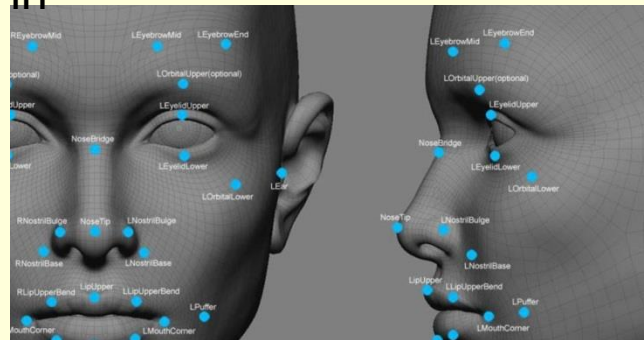 REyebrowMid LEyebrowMid LEyebrowEnd
LOrbitalUpper(optional)
LEyelidUpper
NoseBridge
LEyelidLower
LOrbitalLower
LEar
RNostrilBulge NoseTip LNostrilBulge
RNostrilBase LNostrilBase
RLipUpperBend LipUpper LLipUpperBend
LPuffer
LMouthCorner
LEyebrowMid LEyebrowEnd
LOrbitalUpper(optional)
LEyelidUpper
NoseBridge
LEyelidLower
LOrbitalLower
NoseTip LNostrilBulge
LNostrilBase
LipUpper LLipUpperBend
LPuffer
LMouthCorner